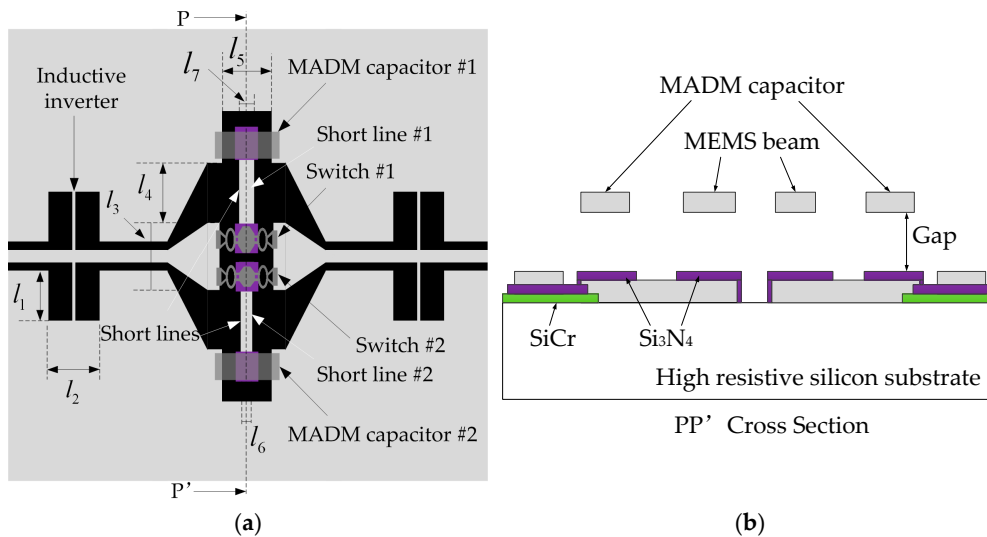 P
l5
l7
MADM capacitor #1
Inductive
inverter
Short line #1
Switch #1
l4
l3
l1
Short lines
Switch #2
l2
Short line #2
MADM capacitor #2
l6
P’
(a)
MADM capacitor
MEMS beam
Gap
SiCr
Si3N4
High resistive silicon substrate
PP’ Cross Section
(b)